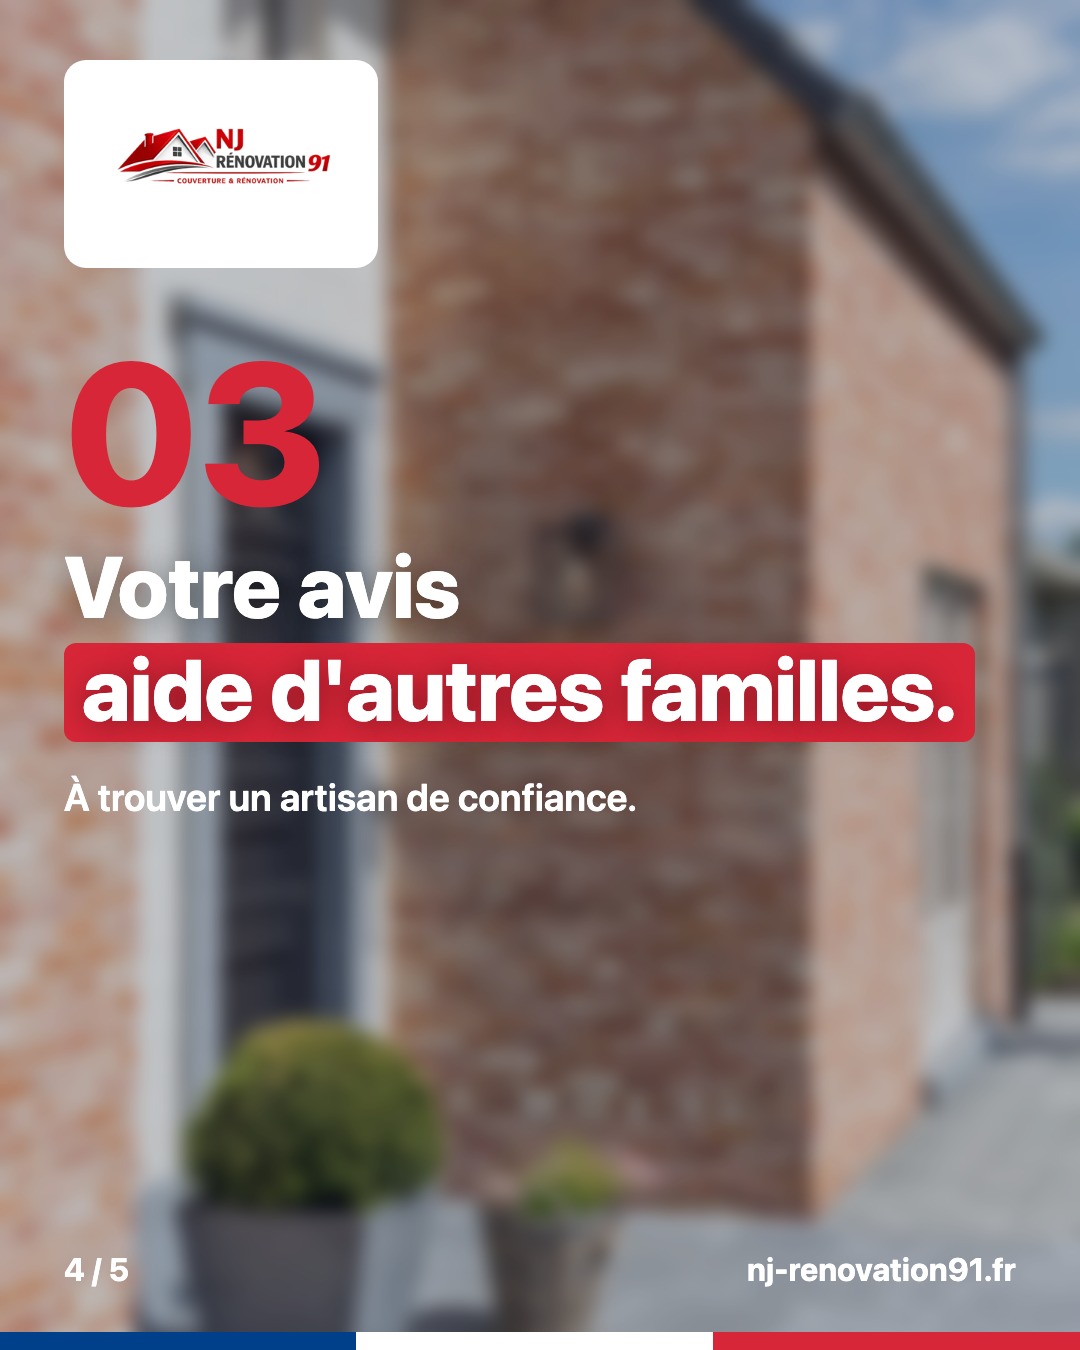 NJ
RÉNOVATION 91
COUVERTURE & RÉNOVATION
03
Votre avis
aide d'autres familles.
À trouver un artisan de confiance.
4 / 5
nj-renovation91.fr